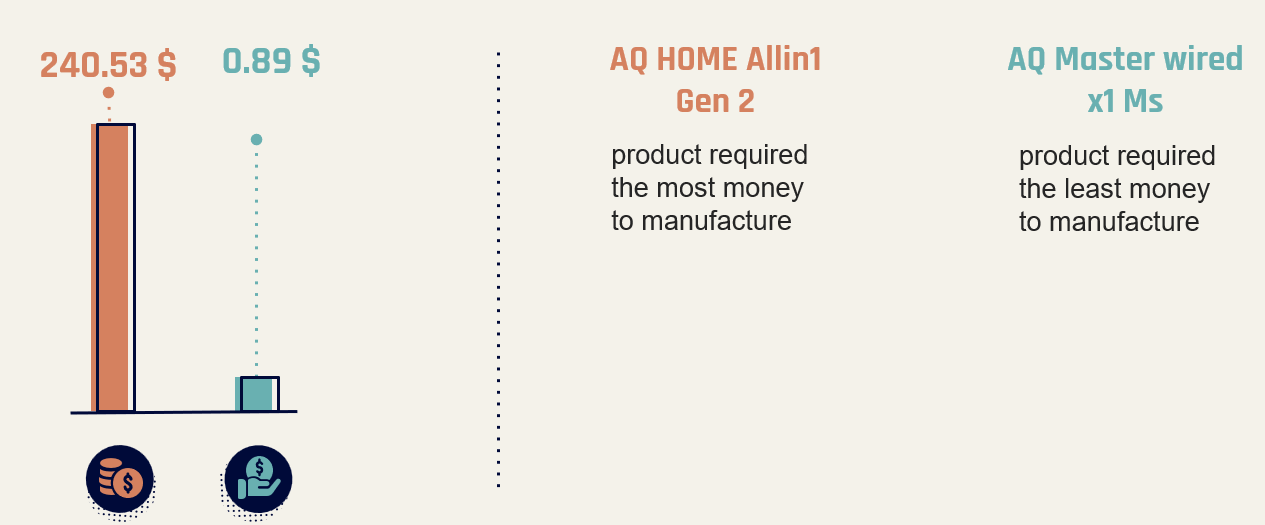 240.53 $
0.89 $
AQ HOME Allin1
Gen 2
product required
the most money
to manufacture
AQ Master wired
x1 Ms
product required
the least money
to manufacture
$
$